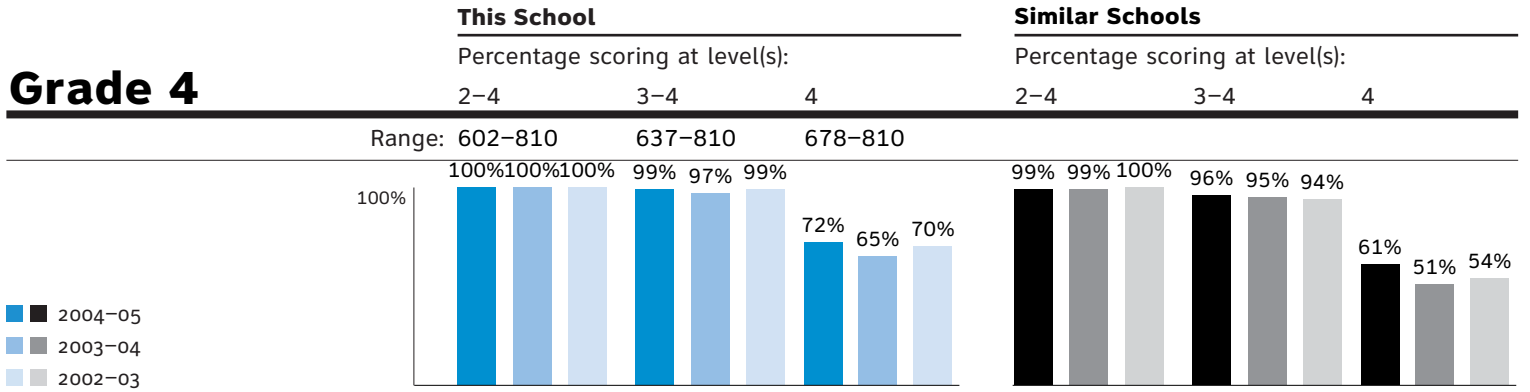 This School Similar Schools
Percentage scoring at level(s): Percentage scoring at level(s):
Grade 4 2–4 3–4 4 2–4 3–4 4
Range: 602–810 637–810 678–810
100% 100% 100% 99% 97% 99% 72% 65% 70% 99% 99% 100% 96% 95% 94% 61% 51% 54%
100%
2004–05
2003–04
2002–03